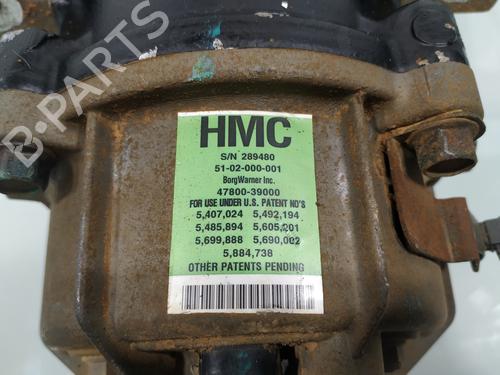 HMC
S/N 289480
51-02-000-001
BorgWarner Inc.
47800-39000
FOR USE UNDER U.S. PATENT NO'S
5,407,024 5,492,194
5,485,894 5,605,201
5,699,888 5,690,002
5,884,738
OTHER PATENTS PENDING
B-PARTS